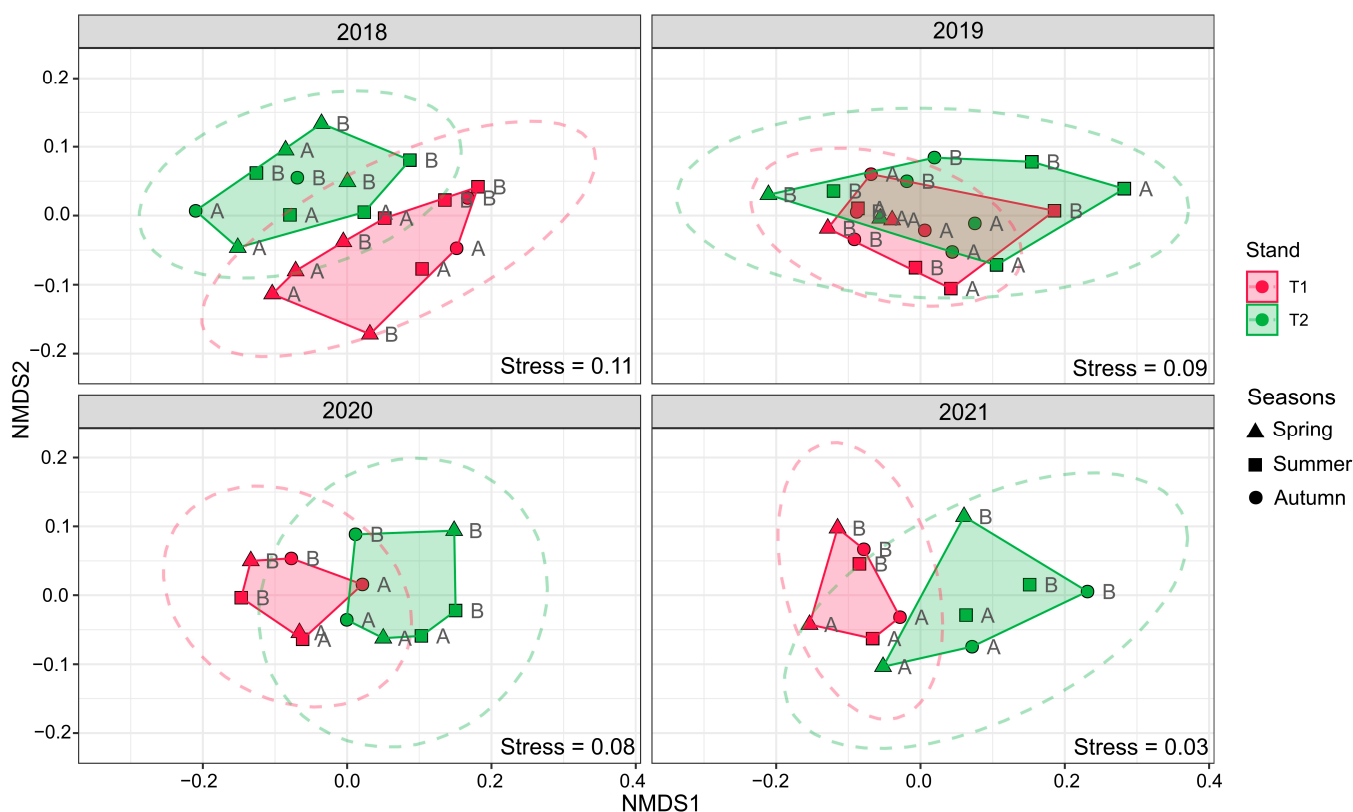 2018
2019
0.2
0.1
0.0
−0.1
−0.2
B
A
B
B
B
B
A
A
A
A
A
B
B
B
B
A
A
A
A
B
Stress = 0.11
B
B
A
A
B
B
B
A
B
A
A
A
B
B
A
A
B
A
A
Stress = 0.09
NMDS2
2020
2021
0.2
0.1
0.0
−0.1
−0.2
B
B
B
B
B
A
B
A
A
A
A
A
Stress = 0.08
B
B
B
B
B
B
A
A
A
A
A
A
Stress = 0.03
−0.2
0.0
0.2
0.4
−0.2
0.0
0.2
0.4
NMDS1
Stand
T1
T2
Seasons
Spring
Summer
Autumn